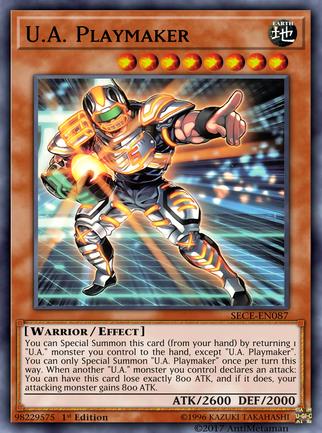 U.A. Playmaker
EARTH
地
SECE-EN087
[Warrior / Effect]
You can Special Summon this card (from your hand) by returning 1
"U.A." monster you control to the hand, except "U.A. Playmaker".
You can only Special Summon "U.A. Playmaker" once per turn this
way. When another "U.A." monster you control declares an attack:
You can have this card lose exactly 800 ATK, and if it does, your
attacking monster gains 800 ATK.
ATK/2600 DEF/2000
98229575 1st Edition ©1996 KAZUKI TAKAHASHI
©2017 AntiMetaman